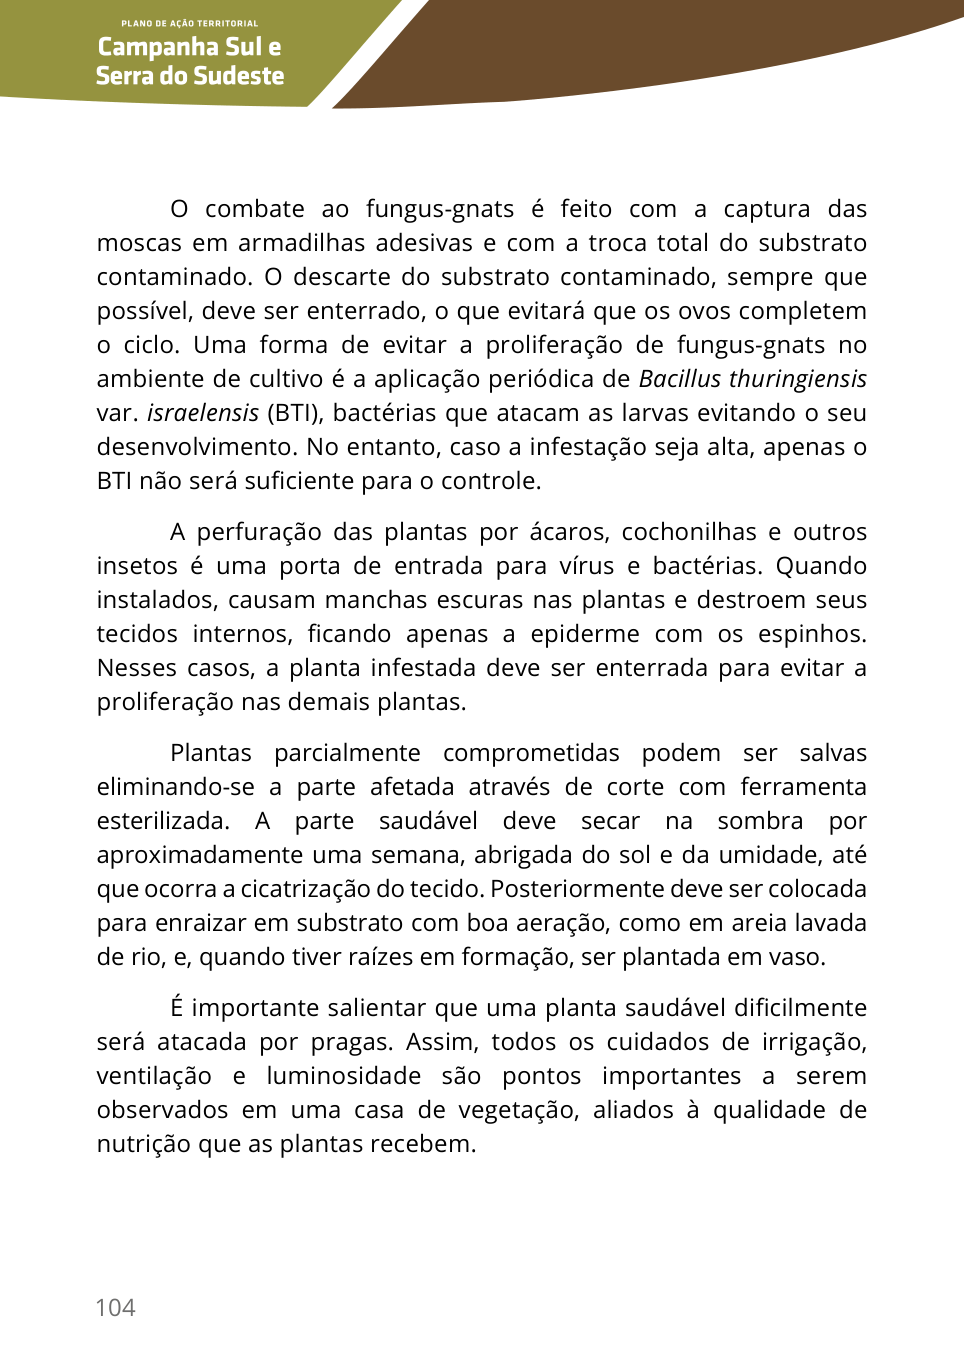 PLANO DE AÇÃO TERRITORIAL
Campanha Sul e
Serra do Sudeste
O combate ao fungus-gnats é feito com a captura das
moscas em armadilhas adesivas e com a troca total do substrato
contaminado. O descarte do substrato contaminado, sempre que
possível, deve ser enterrado, o que evitará que os ovos completem
o ciclo. Uma forma de evitar a proliferação de fungus-gnats no
ambiente de cultivo é a aplicação periódica de Bacillus thuringiensis
var. israelensis (BTI), bactérias que atacam as larvas evitando o seu
desenvolvimento. No entanto, caso a infestação seja alta, apenas o
BTI não será suficiente para o controle.
A perfuração das plantas por ácaros, cochonilhas e outros
insetos é uma porta de entrada para vírus e bactérias. Quando
instalados, causam manchas escuras nas plantas e destroem seus
tecidos internos, ficando apenas a epiderme com os espinhos.
Nesses casos, a planta infestada deve ser enterrada para evitar a
proliferação nas demais plantas.
Plantas parcialmente comprometidas podem ser salvas
eliminando-se a parte afetada através de corte com ferramenta
esterilizada. A parte saudável deve secar na sombra por
aproximadamente uma semana, abrigada do sol e da umidade, até
que ocorra a cicatrização do tecido. Posteriormente deve ser colocada
para enraizar em substrato com boa aeração, como em areia lavada
de rio, e, quando tiver raízes em formação, ser plantada em vaso.
É importante salientar que uma planta saudável dificilmente
será atacada por pragas. Assim, todos os cuidados de irrigação,
ventilação e luminosidade são pontos importantes a serem
observados em uma casa de vegetação, aliados à qualidade de
nutrição que as plantas recebem.
104